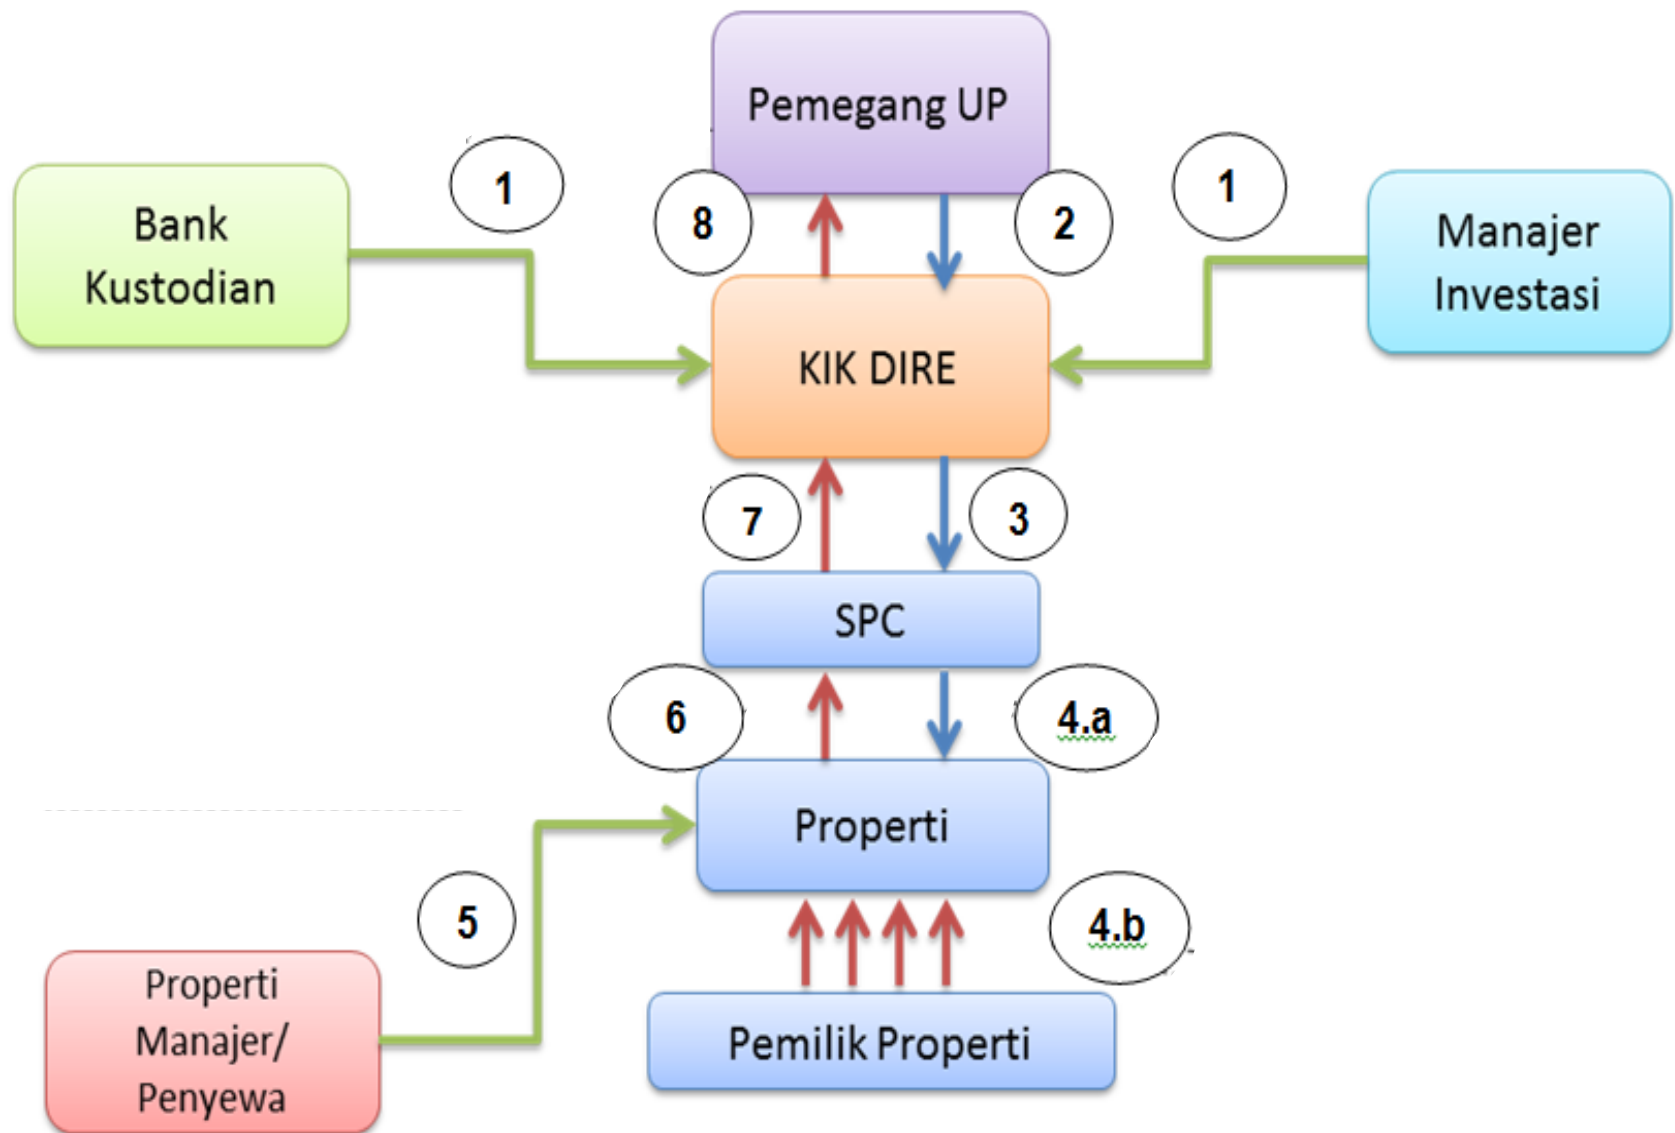 Pemegang UP
1
1
Bank
Kustodian
8
2
Manajer
Investasi
KIK DIRE
7
3
SPC
6
4.a
Properti
5
4.b
Properti
Manajer/
Penyewa
Pemilik Properti